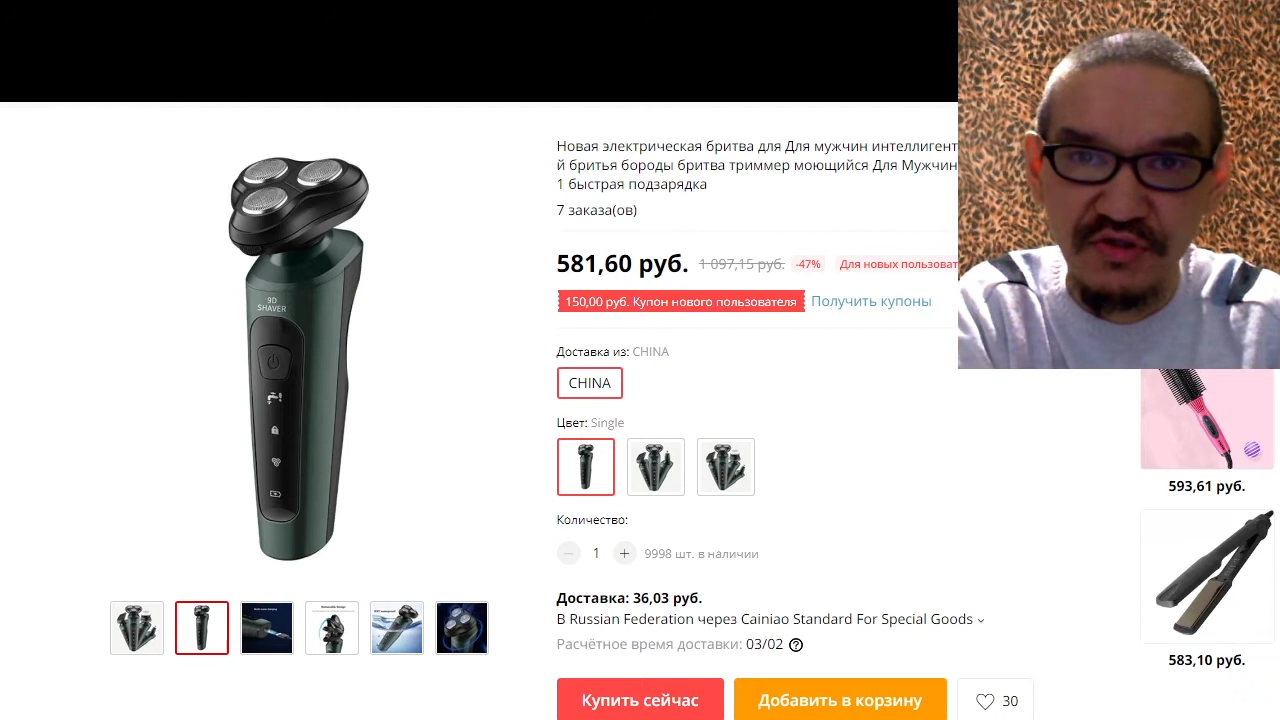 Новая электрическая бритва для Для мужчин интеллигент
й бритья бороды бритва триммер моющийся Для Мужчин
1 быстрая подзарядка
7 заказа(ов)
581,60 руб. 1 097,15 руб. -47% Для новых пользоват
150,00 руб. Купон нового пользователя Получить купоны
Доставка из: CHINA
CHINA
Цвет: Single
Количество:
1 9998 шт. в наличии
Доставка: 36,03 руб.
В Russian Federation через Cainiao Standard For Special Goods
Расчётное время доставки: 03/02
Купить сейчас
Добавить в корзину
30
9D
SHAVER
593,61 руб.
583,10 руб.